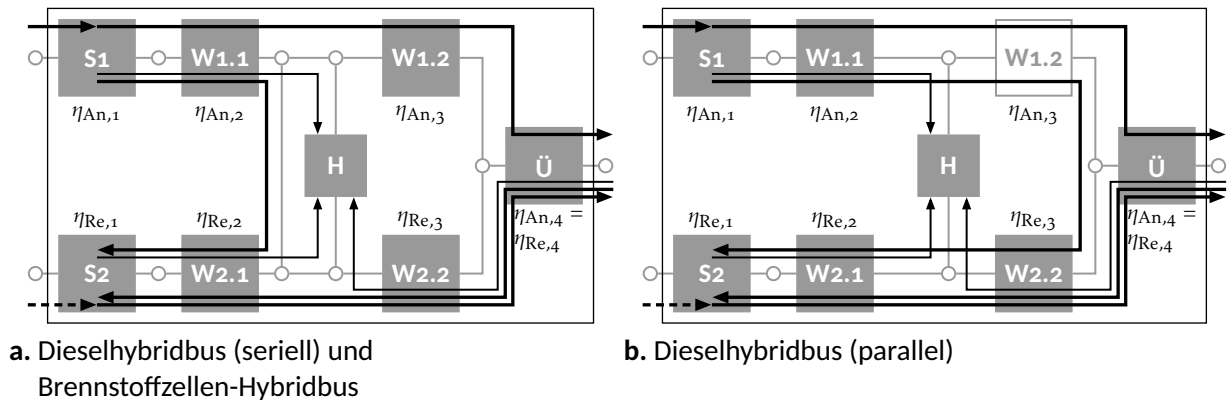 S1 W1.1 W1.2
ηAn,1 ηAn,2 ηAn,3
H Ü
ηRe,1 ηRe,2 ηRe,3 ηAn,4 =
ηRe,4
S2 W2.1 W2.2
a. Dieselhybridbus (seriell) und
Brennstoffzellen-Hybridbus
S1 W1.1 W1.2
ηAn,1 ηAn,2 ηAn,3
H Ü
ηRe,1 ηRe,2 ηRe,3 ηAn,4 =
ηRe,4
S2 W2.1 W2.2
b. Dieselhybridbus (parallel)